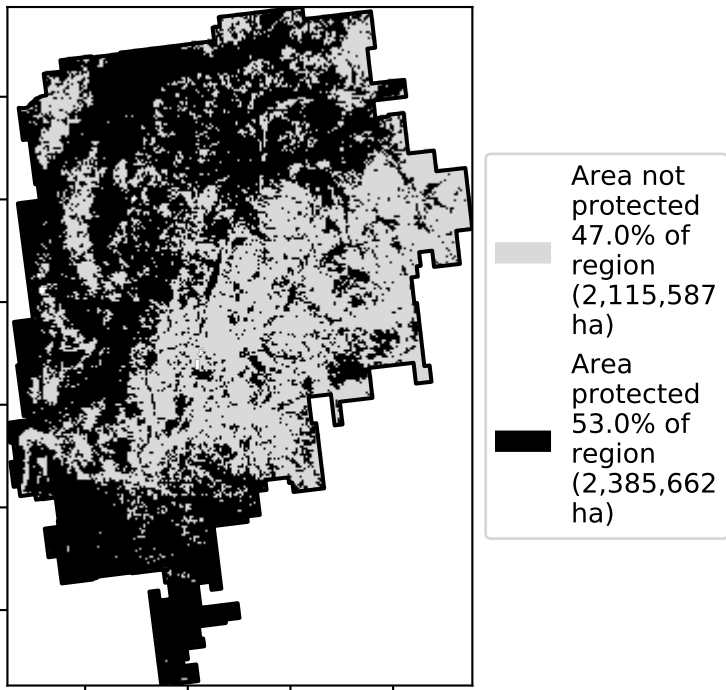 Area not
protected
47.0% of
region
(2,115,587
ha)
Area
protected
53.0% of
region
(2,385,662
ha)